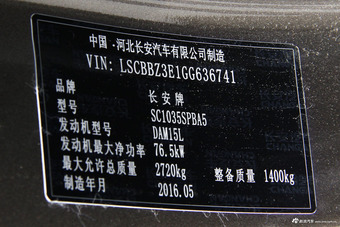 中国·河北长安汽车有限公司制造
VIN: LSCBBZ3E1GG636741
品牌 长安牌
型号 SC1035SPBA5
发动机型号 DAM15L
发动机最大净功率 76.5kW
最大允许总质量 2720kg 整备质量 1400kg
制造年月 2016.05